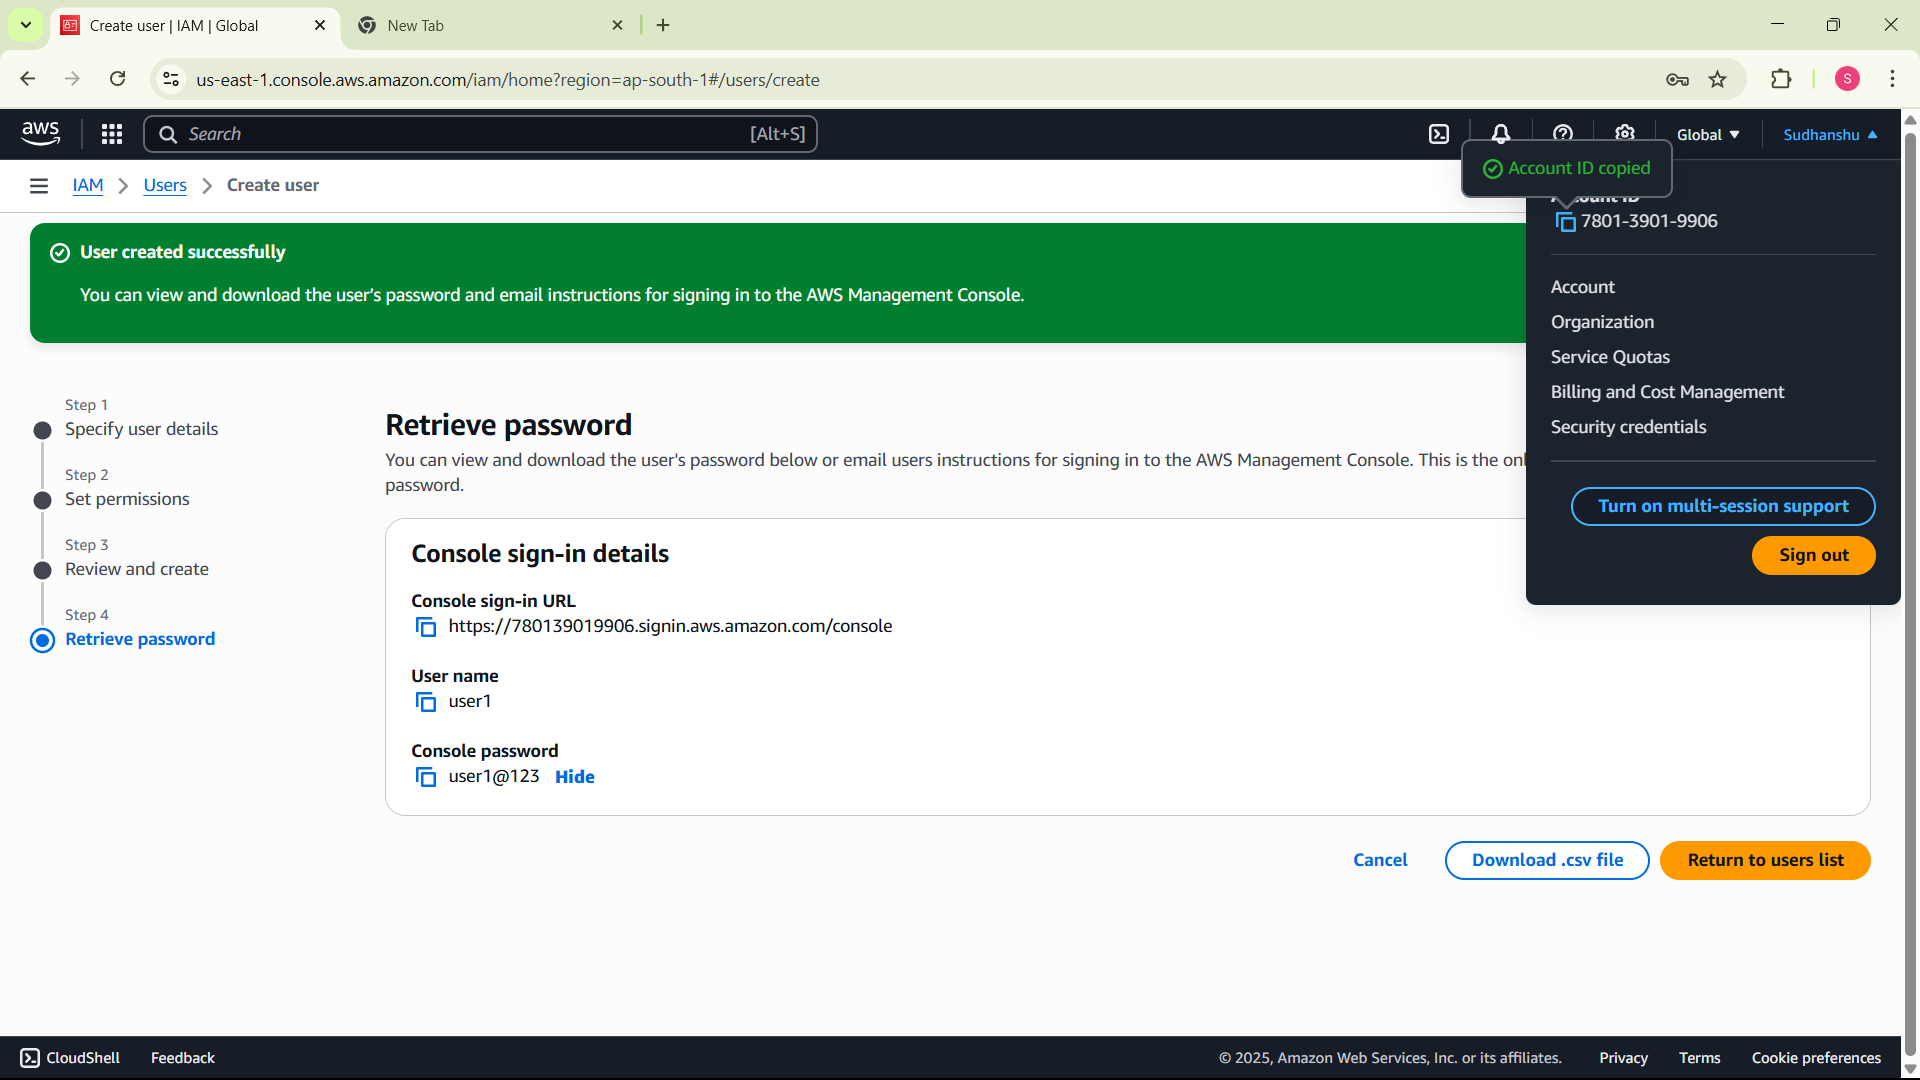 Create user | IAM | Global
New Tab
us-east-1.console.aws.amazon.com/iam/home?region=ap-south-1#/users/create
S
aws
Search
[Alt+S]
Global
Sudhanshu
Account ID copied
IAM
Users
Create user
Account ID
7801-3901-9906
User created successfully
You can view and download the user's password and email instructions for signing in to the AWS Management Console.
Account
Organization
Service Quotas
Billing and Cost Management
Security credentials
Turn on multi-session support
Sign out
Step 1
Specify user details
Step 2
Set permissions
Step 3
Review and create
Step 4
Retrieve password
Retrieve password
You can view and download the user's password below or email users instructions for signing in to the AWS Management Console. This is the
password.
Console sign-in details
Console sign-in URL
https://780139019906.signin.aws.amazon.com/console
User name
user1
Console password
user1@123 Hide
Cancel
Download .csv file
Return to users list
CloudShell
Feedback
© 2025, Amazon Web Services, Inc. or its affiliates.
Privacy
Terms
Cookie preferences